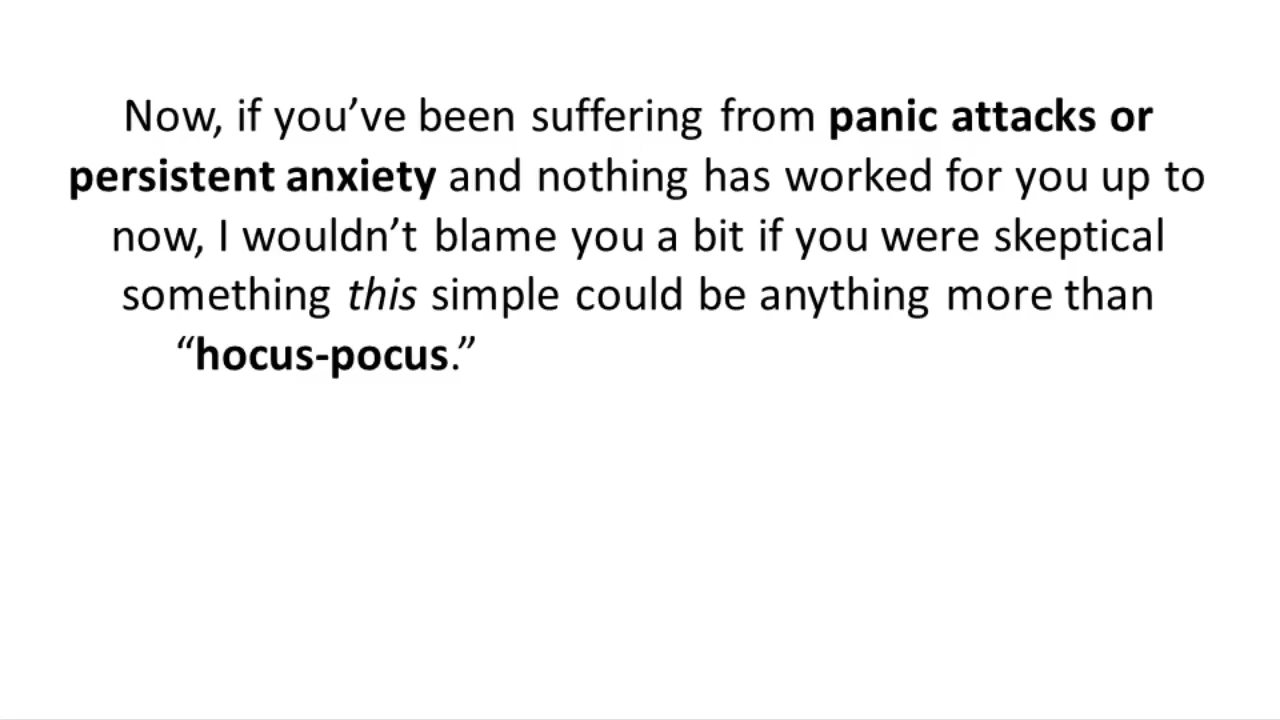 Now, if you’ve been suffering from panic attacks or
persistent anxiety and nothing has worked for you up to
now, I wouldn’t blame you a bit if you were skeptical
something this simple could be anything more than
“hocus-pocus.”